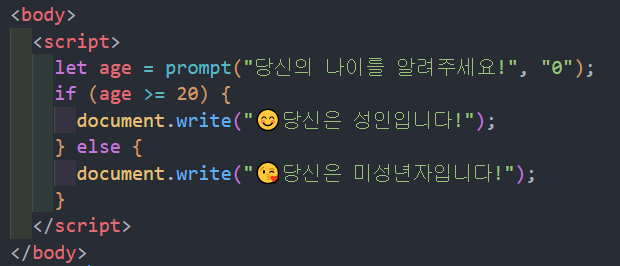 <body>
<script>
let age = prompt("당신의 나이를 알려주세요!", "0");
if (age >= 20) {
document.write("😊당신은 성인입니다!");
} else {
document.write("😘당신은 미성년자입니다!");
}
</script>
</body>